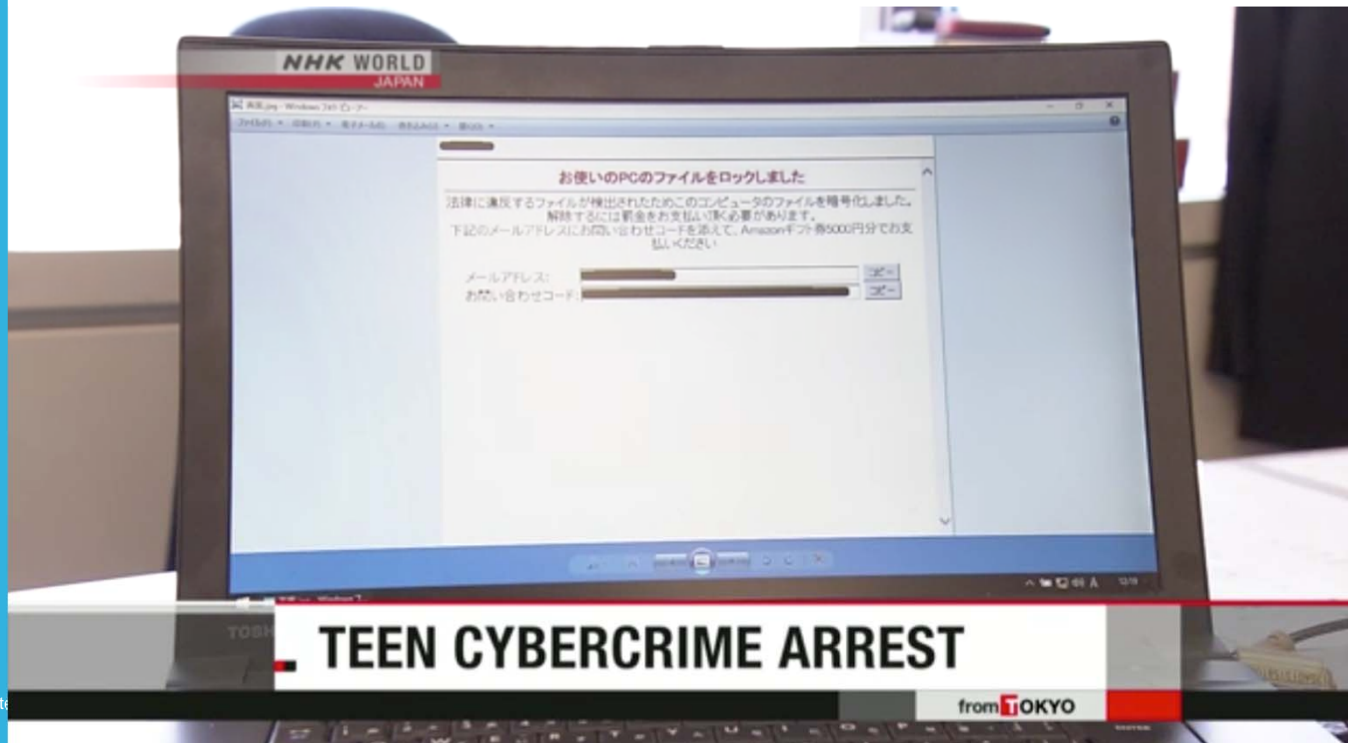 NHK WORLD
JAPAN
お使いのPCのファイルをロックしました
法律に違反するファイルが検出されたためこのコンピュータのファイルを暗号化しました。
解除するには罰金をお支払い頂く必要があります。
下記のメールアドレスにお問い合わせコードを添えて、Amazonギフト券5000円分でお支
払いください
メールアドレス:
コピー
お問い合わせコード:
コピー
12:19
TOSH
TEEN CYBERCRIME ARREST
from TOKYO